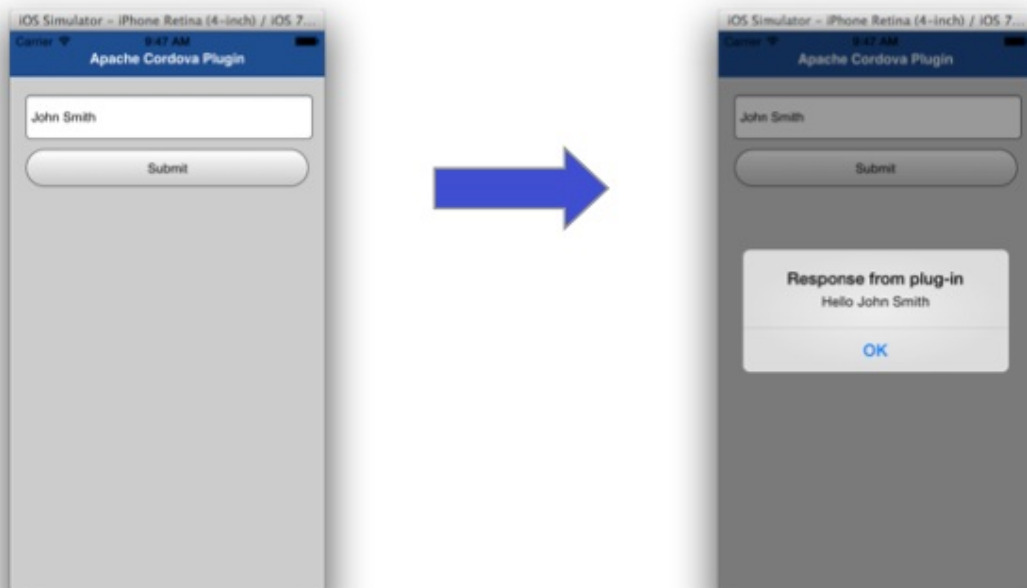 iOS Simulator - iPhone Retina (4-inch) / iOS 7...
Carrier 9:47 AM
Apache Cordova Plugin
John Smith
Submit
iOS Simulator - iPhone Retina (4-inch) / iOS 7...
Carrier 9:47 AM
Apache Cordova Plugin
John Smith
Submit
Response from plug-in
Hello John Smith
OK